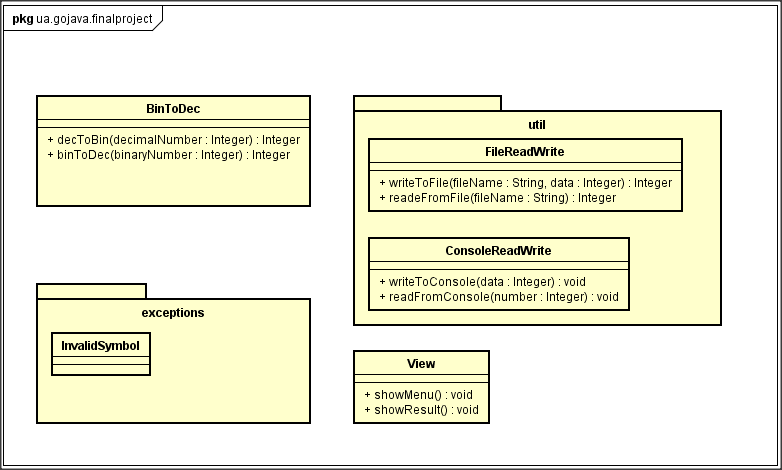 pkg ua.gojava.finalproject
BinToDec
+ decToBin(decimalNumber : Integer) : Integer
+ binToDec(binaryNumber : Integer) : Integer
util
FileReadWrite
+ writeToFile(fileName : String, data : Integer) : Integer
+ readeFromFile(fileName : String) : Integer
ConsoleReadWrite
+ writeToConsole(data : Integer) : void
+ readFromConsole(number : Integer) : void
exceptions
InvalidSymbol
View
+ showMenu() : void
+ showResult() : void